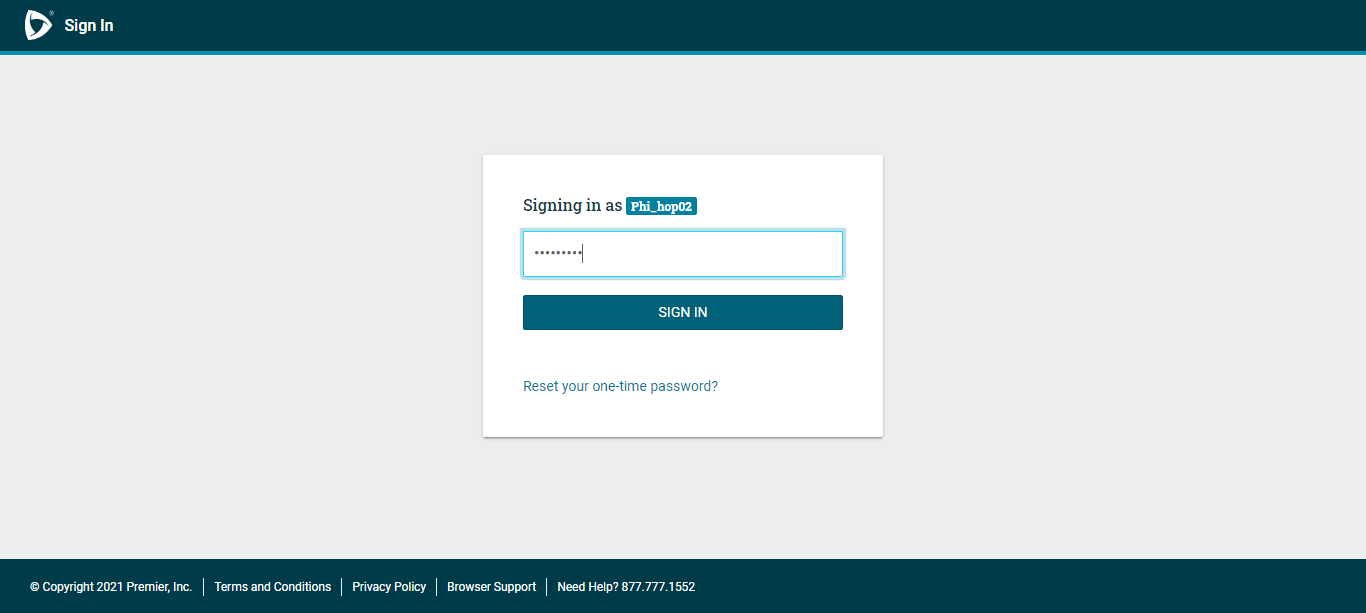 Sign In
Signing in as Phi_hop02
•••••••••
SIGN IN
Reset your one-time password?
© Copyright 2021 Premier, Inc. Terms and Conditions Privacy Policy Browser Support Need Help? 877.777.1552